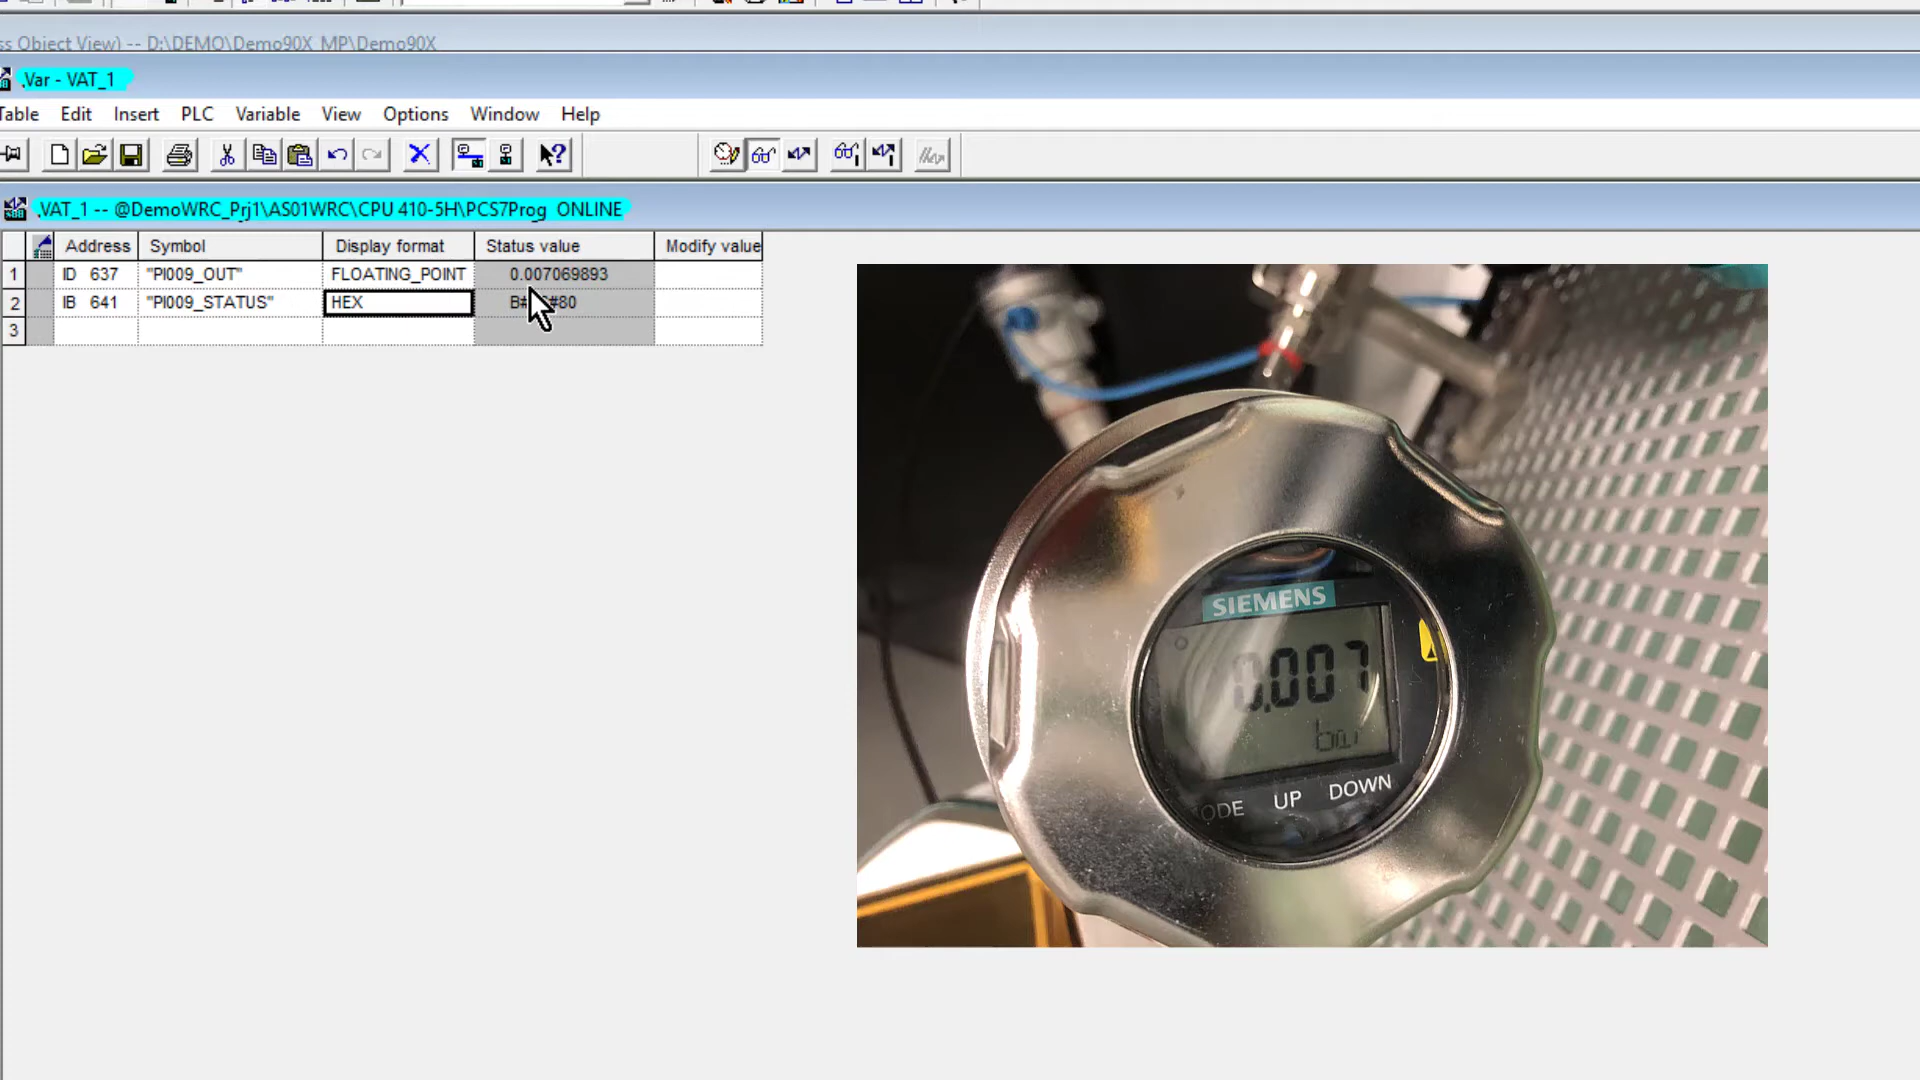 ss Object View) -- D:\DEMO\Demo90X_MP\Demo90X
Var - VAT_1
Table Edit Insert PLC Variable View Options Window Help
VAT_1 -- @DemoWRC_Prj1\AS01WRC\CPU 410-5H\PCS7Prog ONLINE
Address Symbol Display format Status value Modify value
1 ID 637 "PI009_OUT" FLOATING_POINT 0.007069893
2 IB 641 "PI009_STATUS" HEX
3
SIEMENS
0.007
bar
ODE UP DOWN